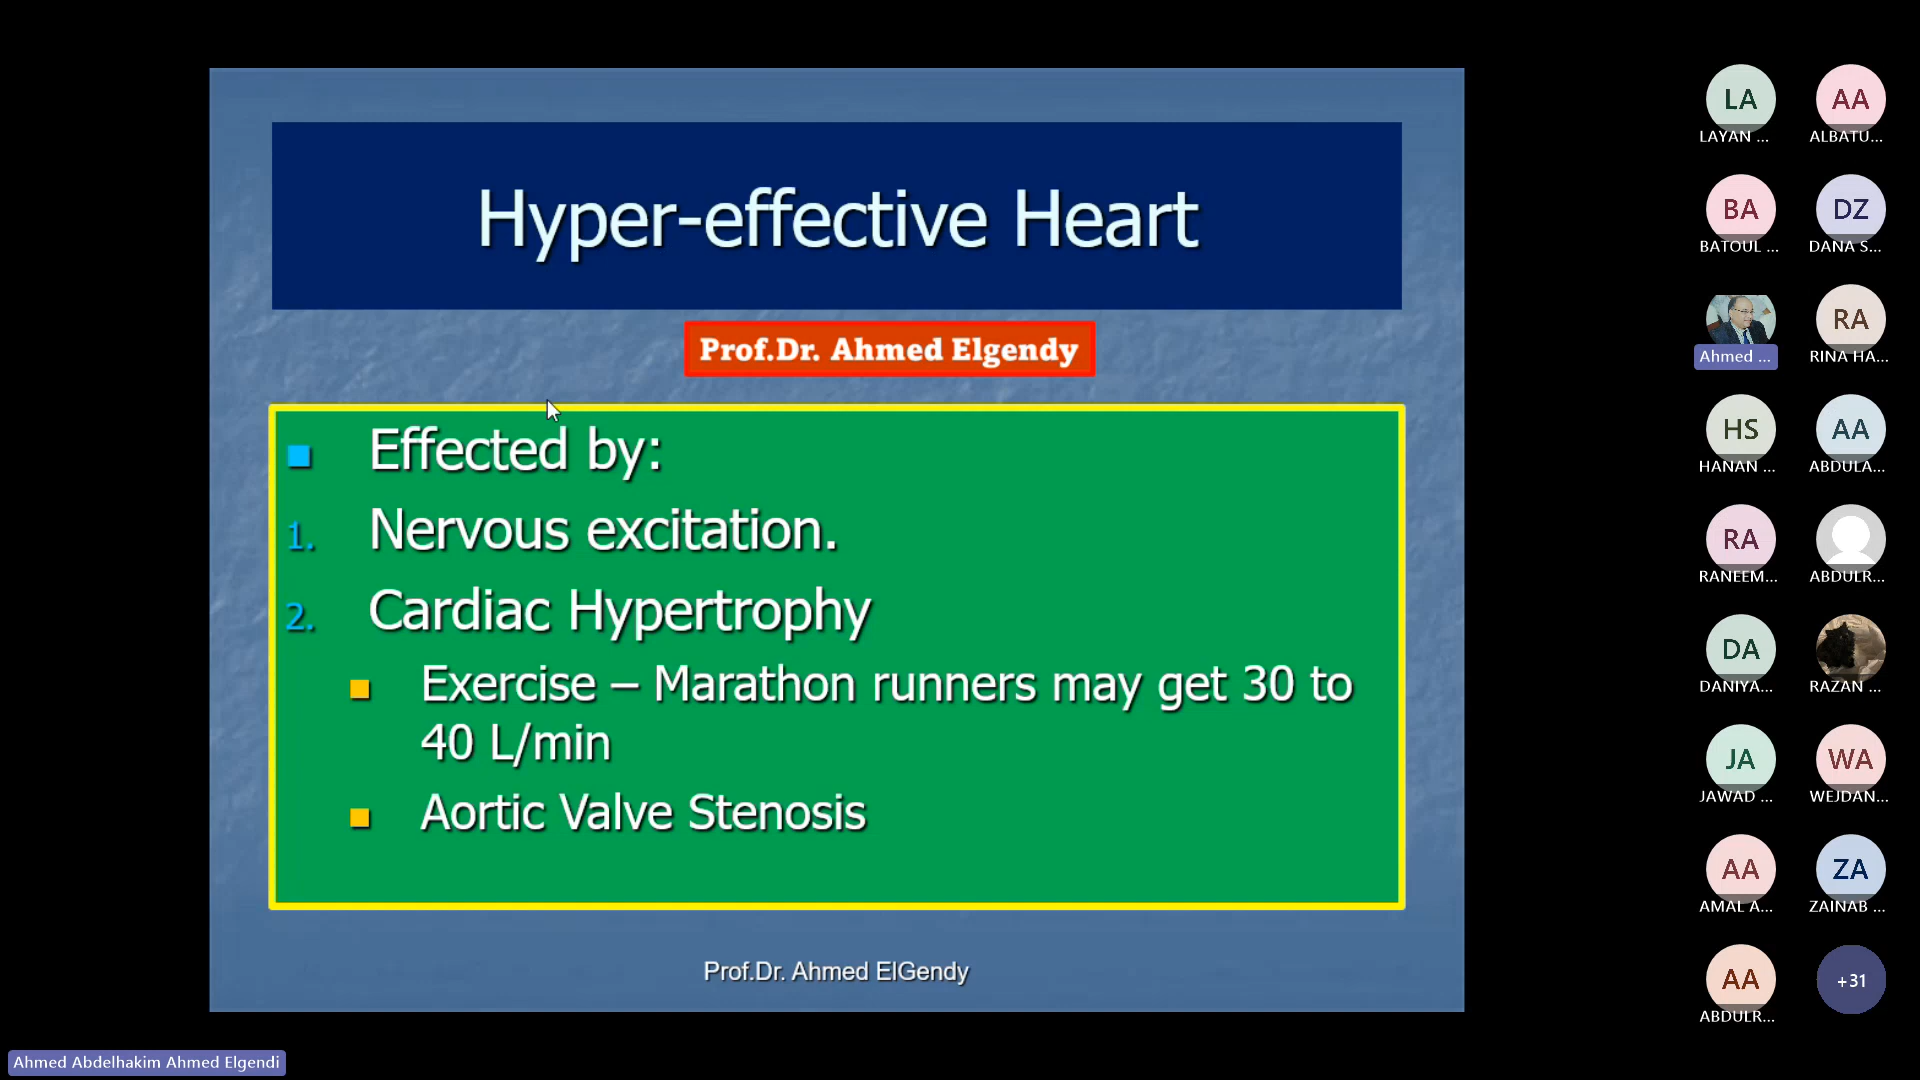 Hyper-effective Heart
Prof.Dr. Ahmed Elgendy
■ Effected by:
1. Nervous excitation.
2. Cardiac Hypertrophy
■ Exercise – Marathon runners may get 30 to
40 L/min
■ Aortic Valve Stenosis
Prof.Dr. Ahmed ElGendy
Ahmed Abdelhakim Ahmed Elgendi
LA AA
LAYAN ... ALBATU...
BA DZ
BATOUL ... DANA S...
RA
Ahmed ... RINA HA...
HS AA
HANAN ... ABDULA...
RA
RANEEM... ABDULR...
DA
DANIYA... RAZAN ...
JA WA
JAWAD ... WEJDAN...
AA ZA
AMAL A... ZAINAB ...
AA +31
ABDULR...